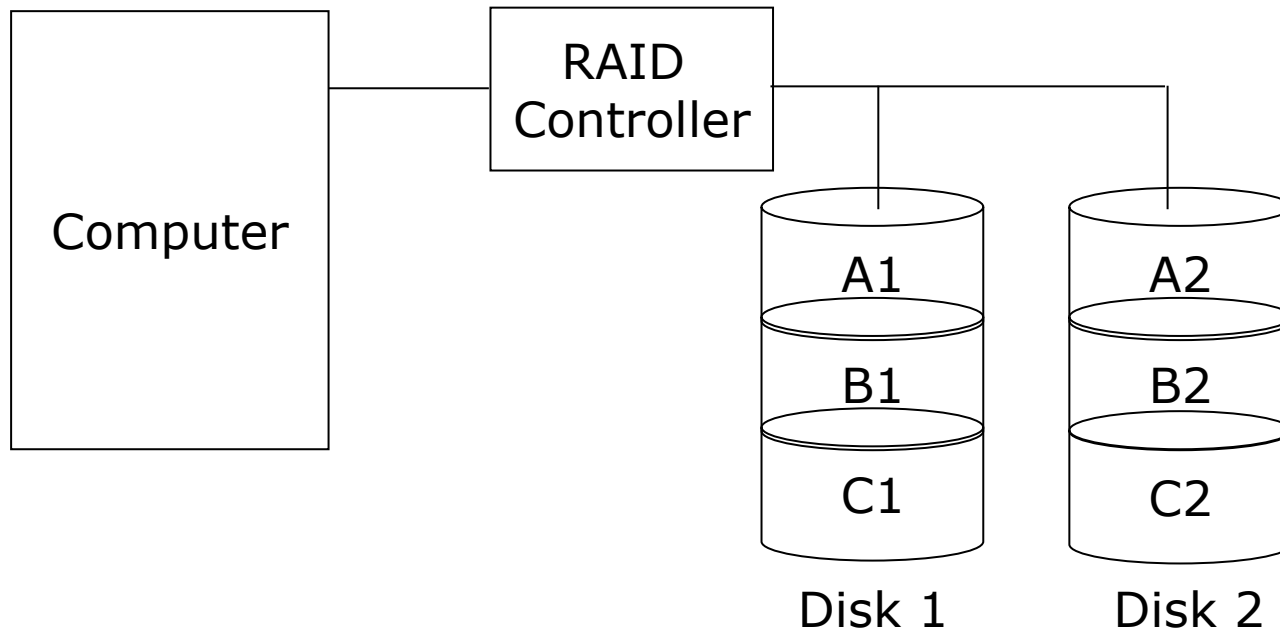 RAID
Controller
Computer
A1
A2
B1
B2
C1
C2
Disk 1
Disk 2